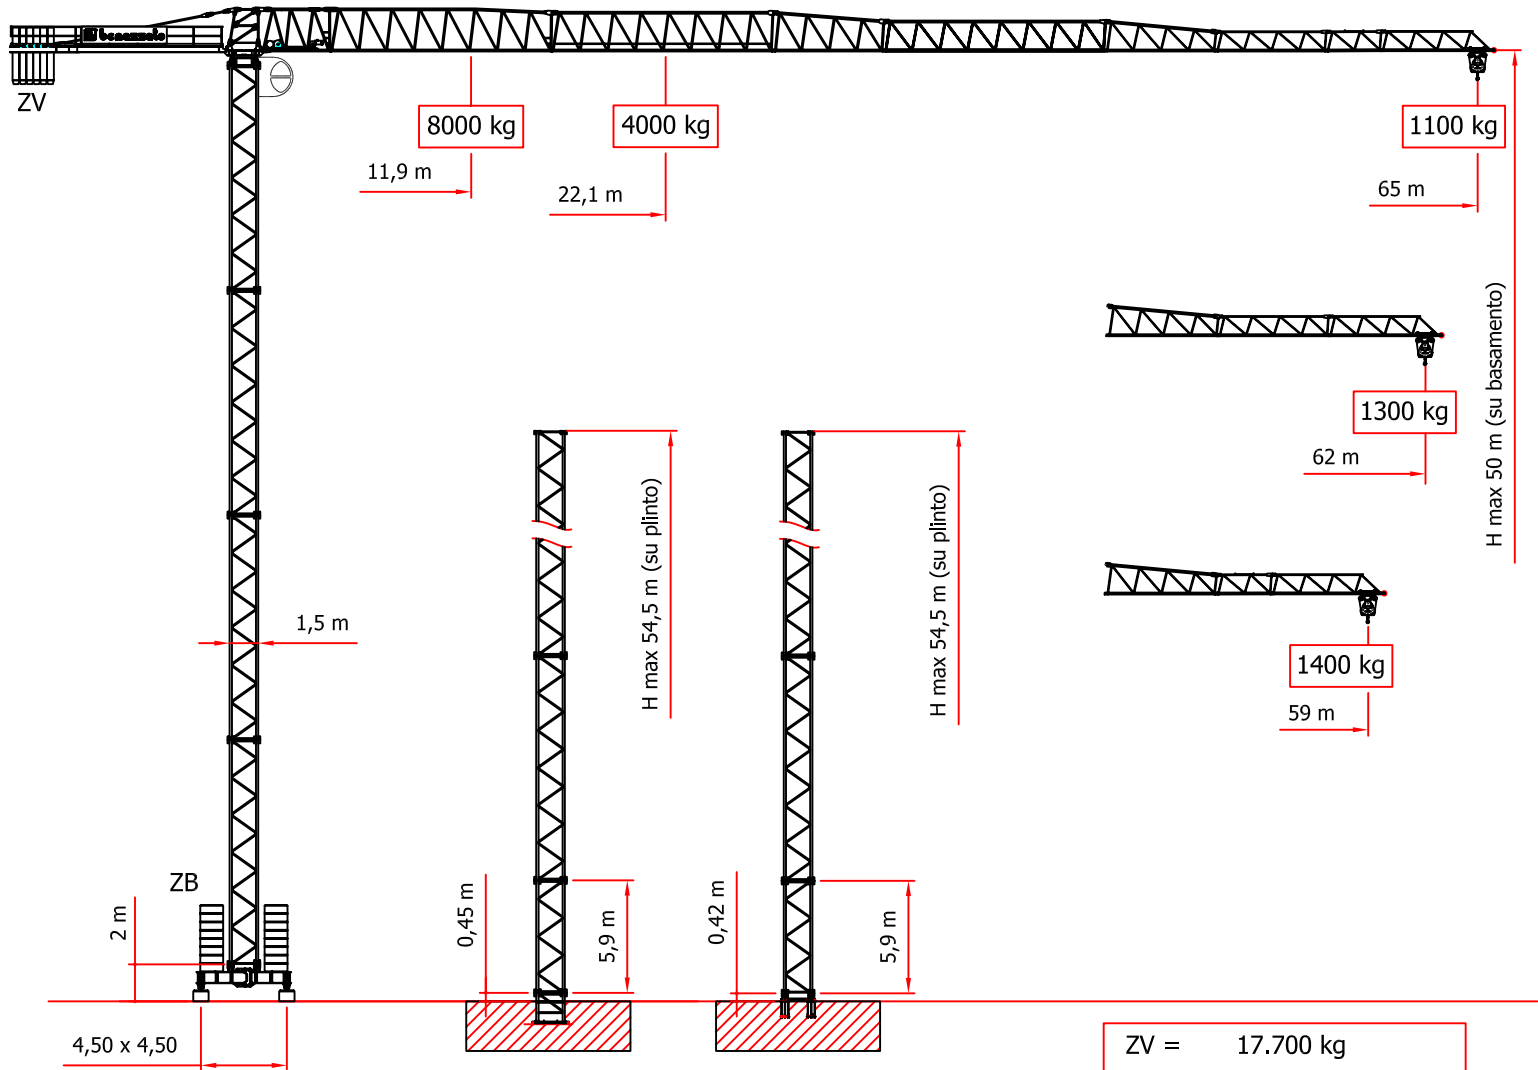 benazzato
ZV
8000 kg
4000 kg
1100 kg
11,9 m
22,1 m
65 m
H max 50 m (su basamento)
1300 kg
62 m
H max 54,5 m (su plinto)
H max 54,5 m (su plinto)
1400 kg
59 m
1,5 m
ZB
2 m
0,45 m
5,9 m
0,42 m
5,9 m
4,50 x 4,50
ZV = 17.700 kg